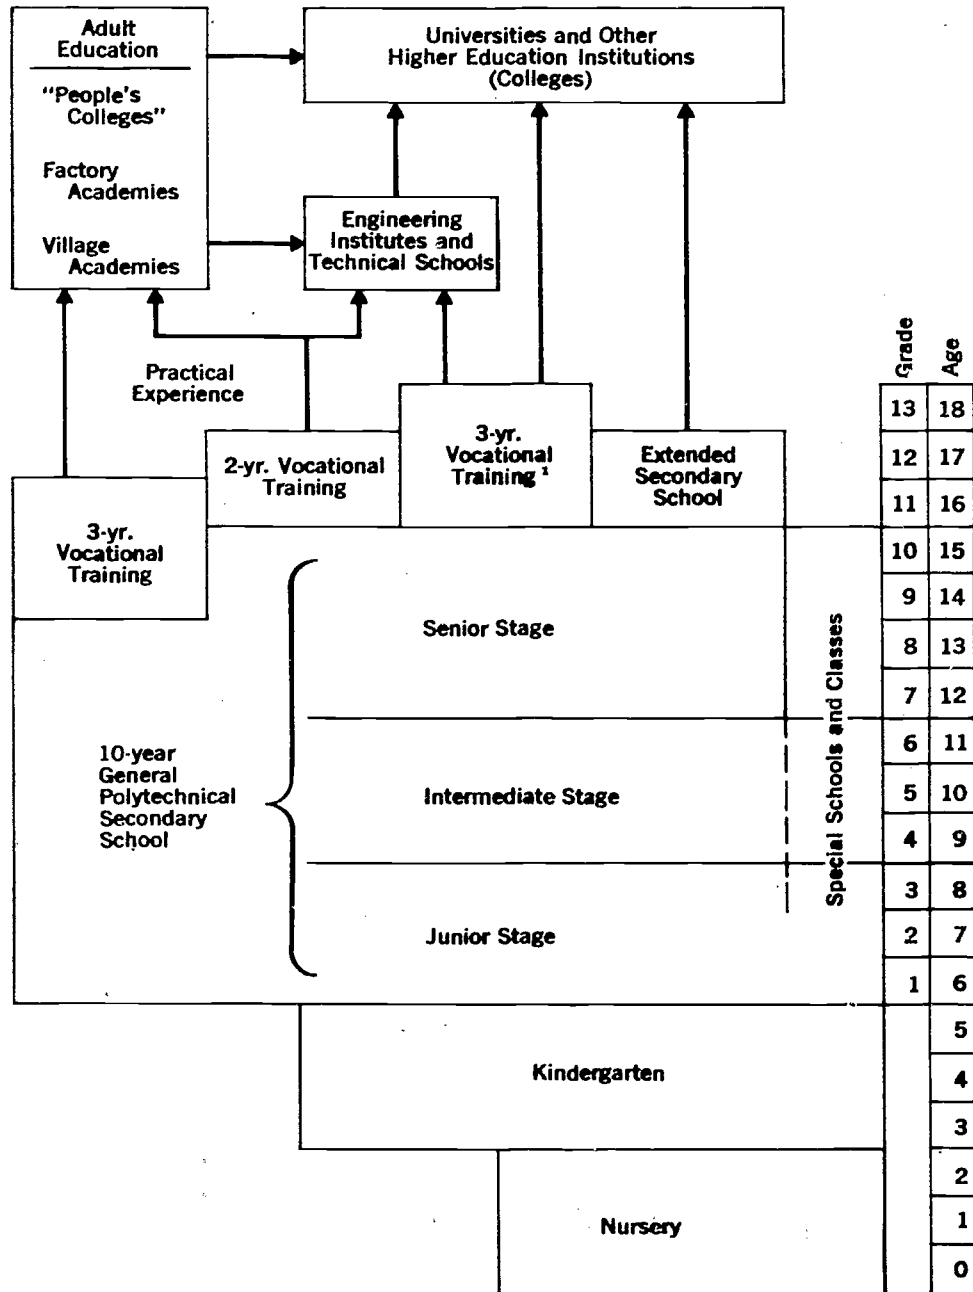 Adult
Education
"People's
Colleges"
Factory
Academies
Village
Academies
Universities and Other
Higher Education Institutions
(Colleges)
Engineering
Institutes and
Technical Schools
Practical
Experience
3-yr.
Vocational
Training
2-yr. Vocational
Training
3-yr.
Vocational
Training 1
Extended
Secondary
School
10-year
General
Polytechnical
Secondary
School
Senior Stage
Intermediate Stage
Junior Stage
Special Schools and Classes
Kindergarten
Nursery
Grade Age
13 18
12 17
11 16
10 15
9 14
8 13
7 12
6 11
5 10
4 9
3 8
2 7
1 6
5
4
3
2
1
0